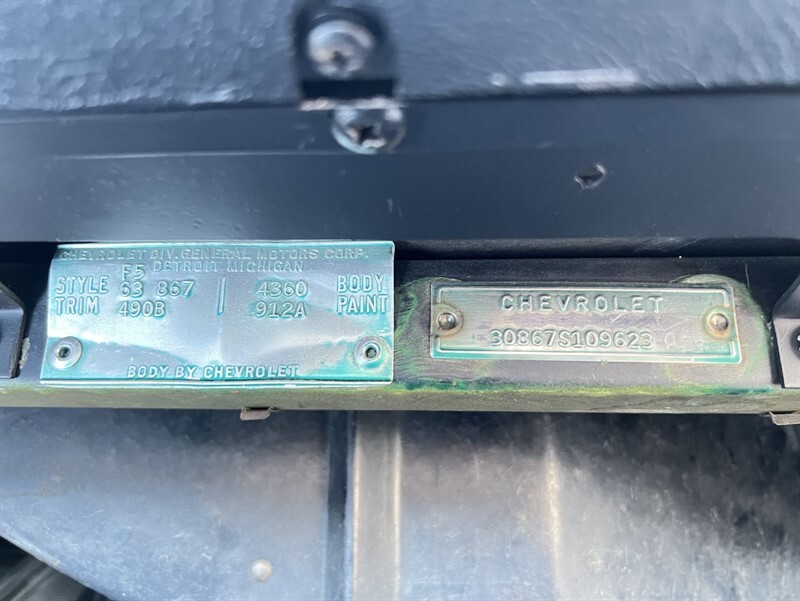 CHEVROLET DIV. GENERAL MOTORS CORP.
F5 DETROIT MICHIGAN
STYLE 63 867 | 4360 BODY
TRIM 490B 912A PAINT
BODY BY CHEVROLET
CHEVROLET
30867S109623